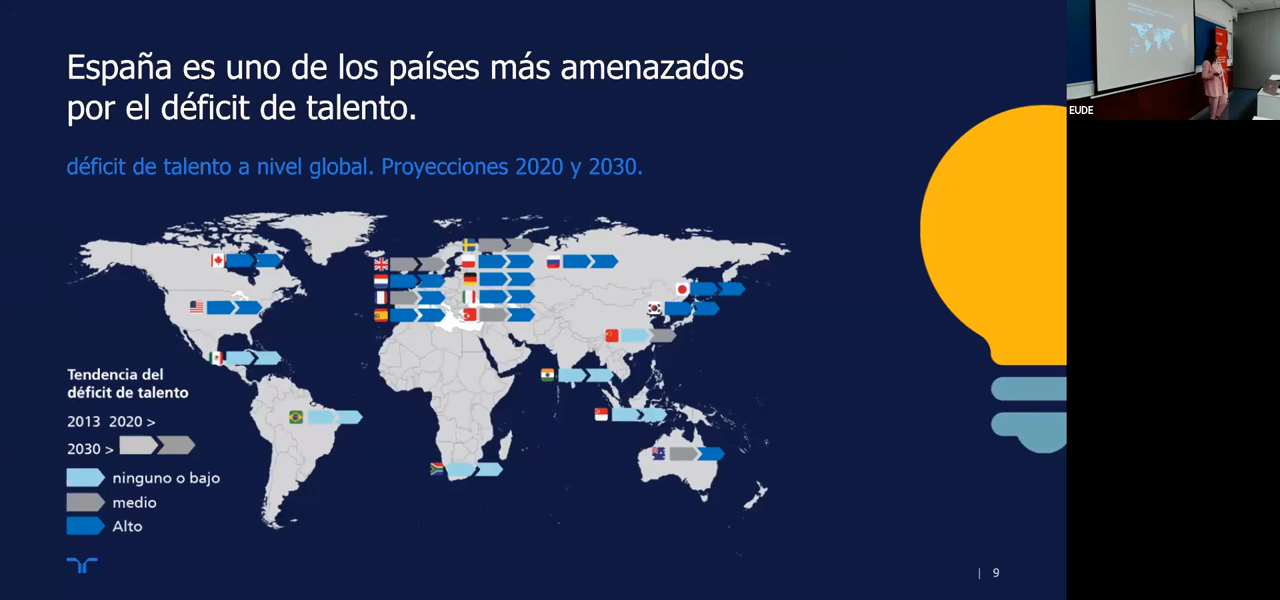 España es uno de los países más amenazados
por el déficit de talento.
déficit de talento a nivel global. Proyecciones 2020 y 2030.
Tendencia del
déficit de talento
2013 2020 >
2030 >
ninguno o bajo
medio
Alto
| 9
EUDE